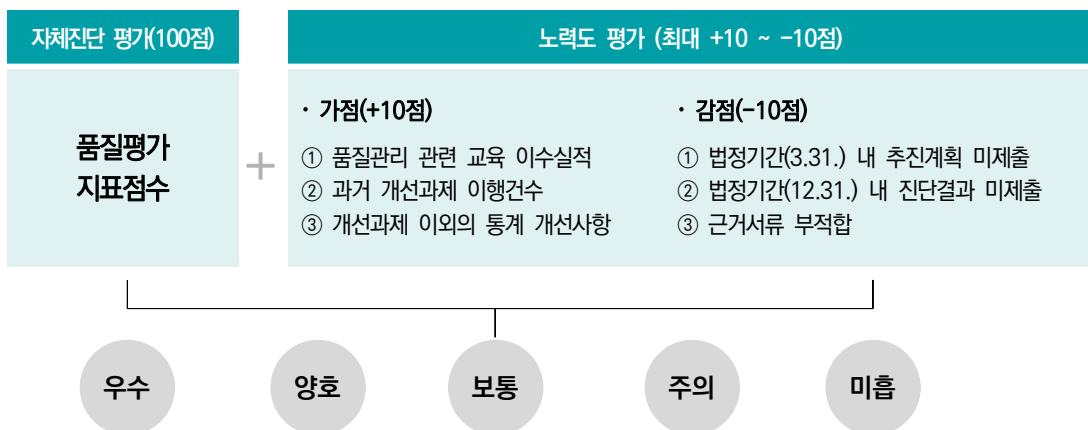 자체진단 평가(100점)
노력도 평가 (최대 +10 ~ -10점)
품질평가
지표점수
+
· 가점(+10점)
① 품질관리 관련 교육 이수실적
② 과거 개선과제 이행건수
③ 개선과제 이외의 통계 개선사항
· 감점(-10점)
① 법정기간(3.31.) 내 추진계획 미제출
② 법정기간(12.31.) 내 진단결과 미제출
③ 근거서류 부적합
우수
양호
보통
주의
미흡